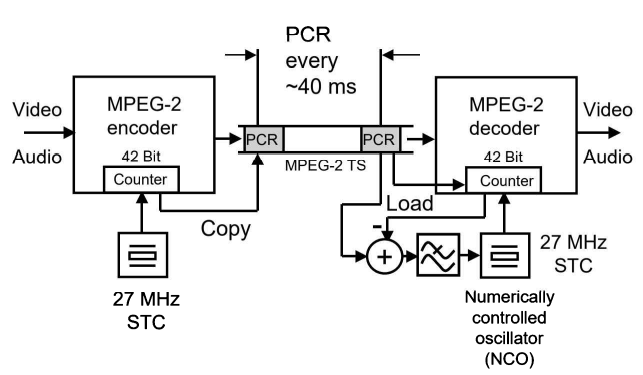 PCR
every
~40 ms
Video
Audio
MPEG-2
encoder
42 Bit
Counter
PCR
PCR
MPEG-2 TS
MPEG-2
decoder
42 Bit
Counter
Video
Audio
Copy
Load
-
+
27 MHz
STC
27 MHz
STC
Numerically
controlled
oscillator
(NCO)